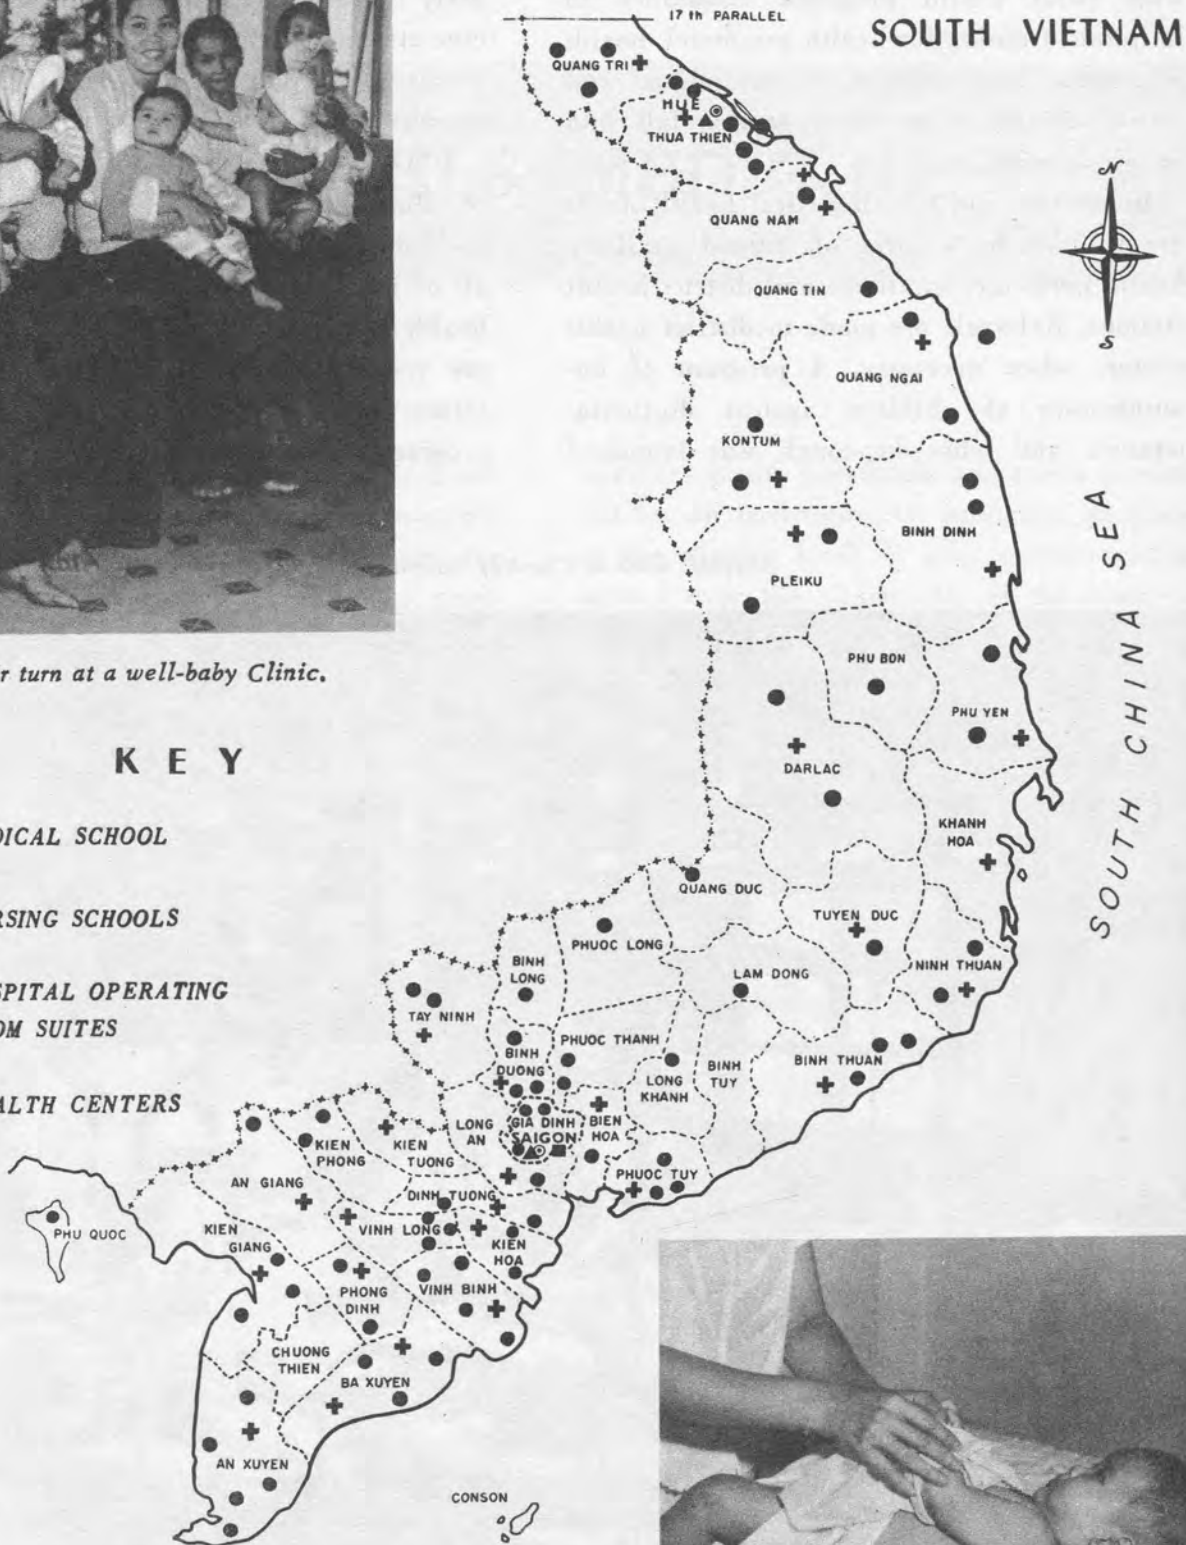 17 th PARALLEL
SOUTH VIETNAM
QUANG TRI
HUE
THUA THIEN
QUANG NAM
N
S
QUANG TIN
QUANG NGAI
KONTUM
BINH DINH
PLEIKU
SOUTH CHINA SEA
r turn at a well-baby Clinic.
PHU BON
PHU YEN
KEY
DARLAC
DICAL SCHOOL
KHANH
HOA
RSING SCHOOLS
QUANG DUC
TUYEN DUC
PHUOC LONG
BINH
LONG
LAM DONG
NINH THUAN
SPITAL OPERATING
OM SUITES
TAY NINH
PHUOC THANH
BINH
DUONG
BINH
TUY
BINH THUAN
LONG
KHANH
ALTH CENTERS
LONG
AN
GIA DINH
SAIGON
BIEN
HOA
KIEN
PHONG
KIEN
TUONG
PHUOC TUY
AN GIANG
DINH TUONG
PHU QUOC
KIEN
GIANG
VINH LONG
KIEN
HOA
PHONG
DINH
VINH BINH
CHUONG
THIEN
BA XUYEN
AN XUYEN
CONSON